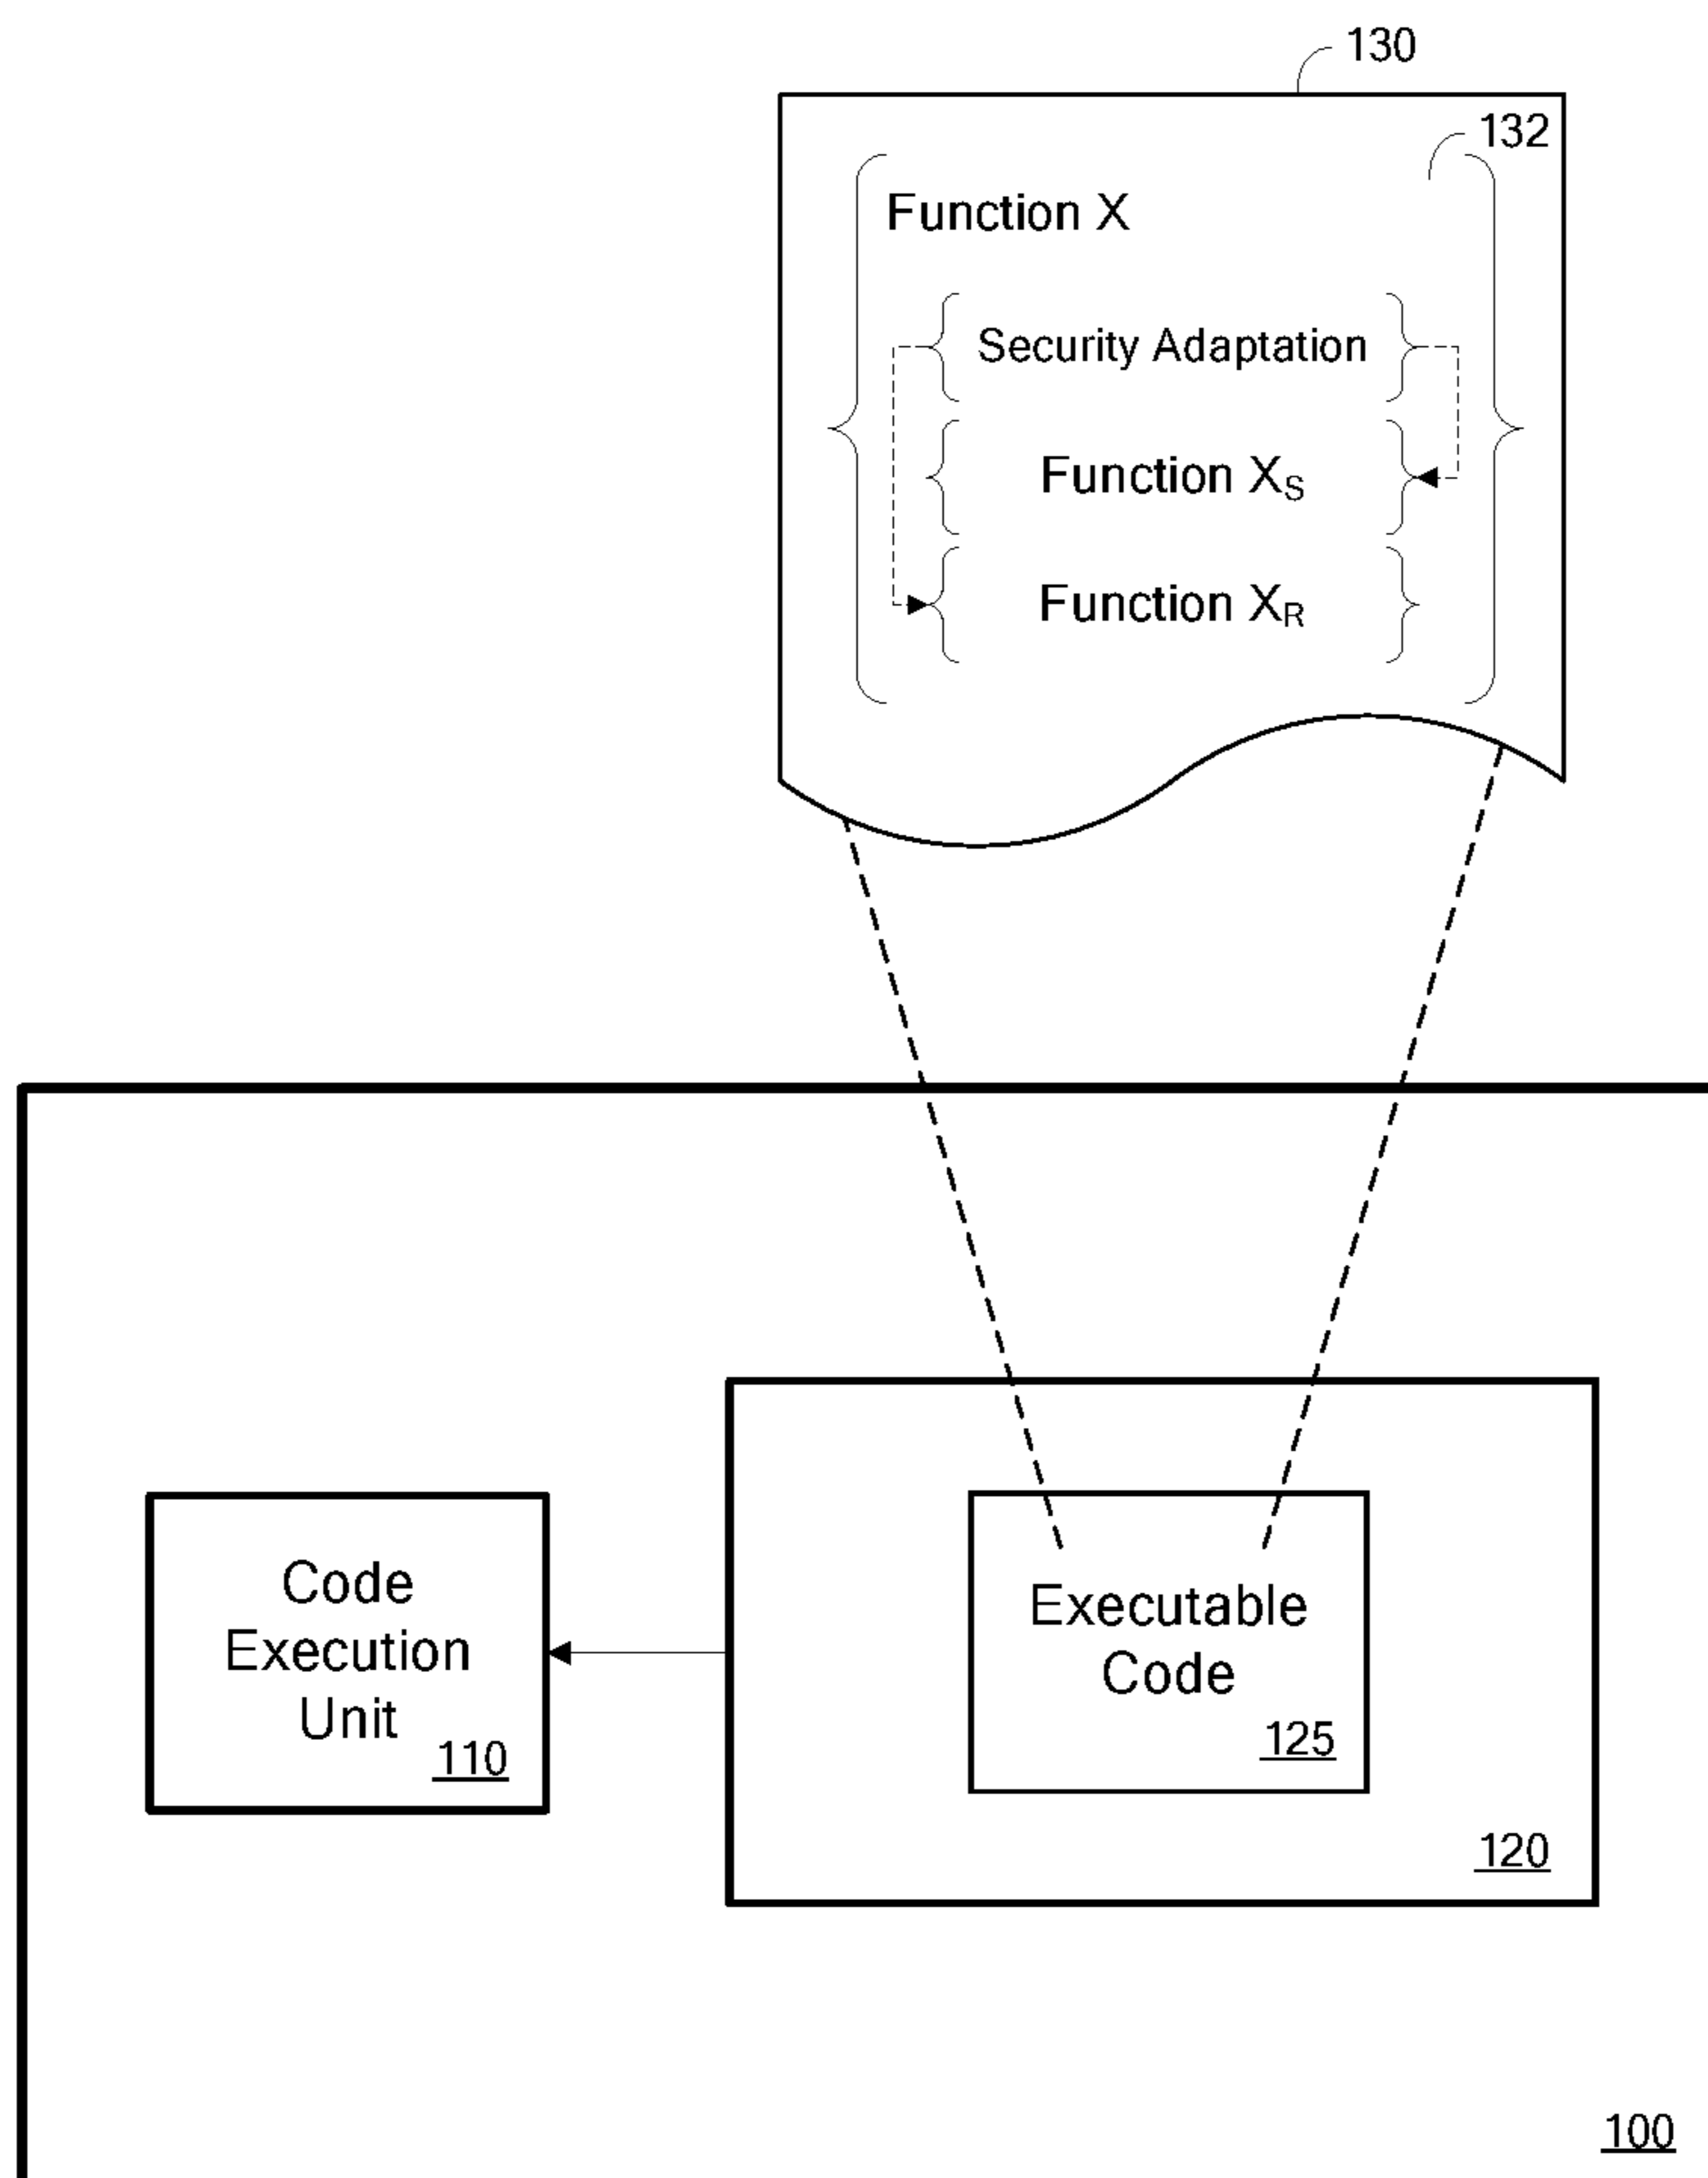 130
132
Function X
Security Adaptation
Function XS
Function XR
Code
Execution
Unit
110
Executable
Code
125
120
100